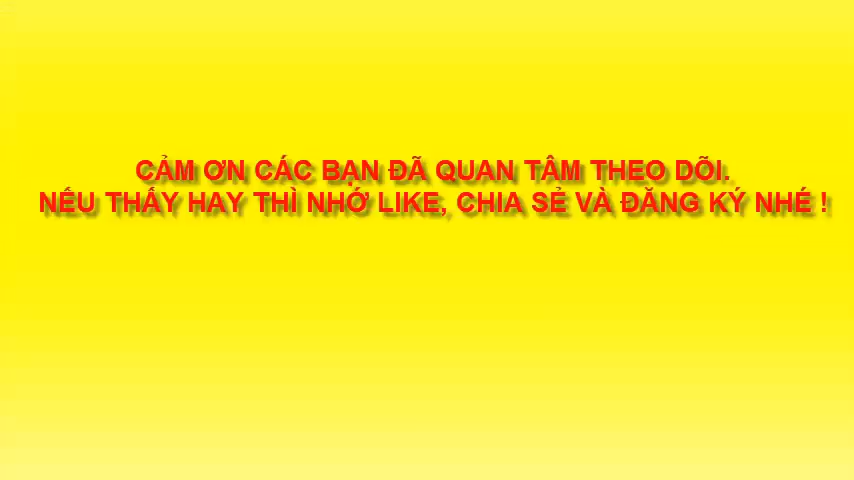 CẢM ƠN CÁC BẠN ĐÃ QUAN TÂM THEO DÕI.
NẾU THẤY HAY THÌ NHỚ LIKE, CHIA SẺ VÀ ĐĂNG KÝ NHÉ !